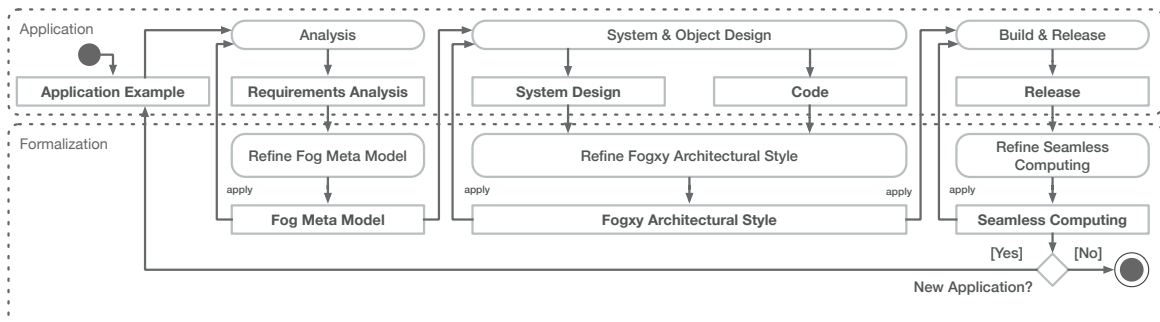 Application
Analysis
System & Object Design
Build & Release
Application Example
Requirements Analysis
System Design
Code
Release
Formalization
Refine Fog Meta Model
Refine Fogxy Architectural Style
Refine Seamless
Computing
apply
apply
apply
apply
Fog Meta Model
Fogxy Architectural Style
Seamless Computing
[Yes]
[No]
New Application?